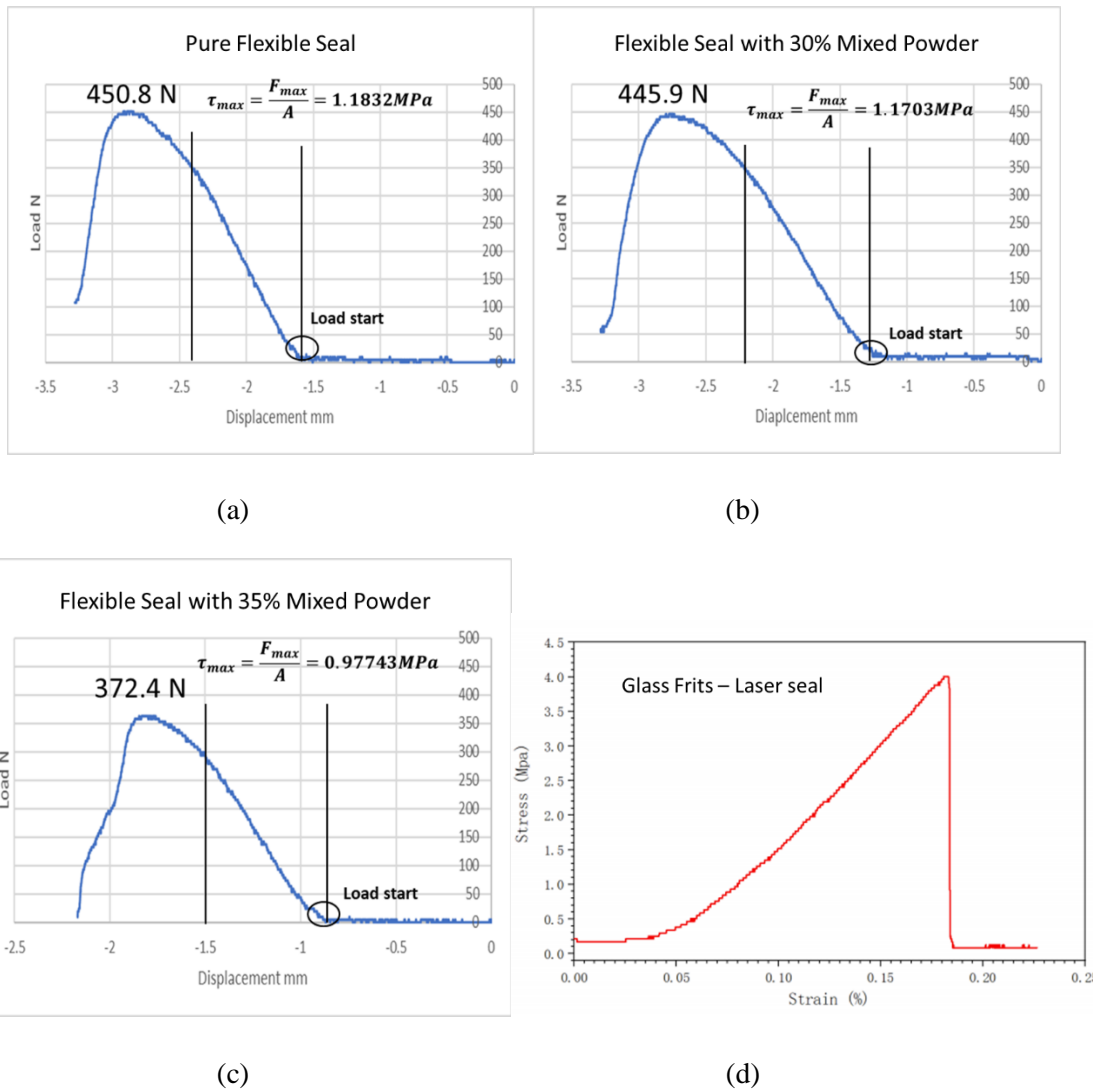 Pure Flexible Seal
450.8 N
τmax = Fmax / A = 1.1832MPa
500
450
400
350
300
250
200
150
100
50
0
Load N
Load start
-3.5 -3 -2.5 -2 -1.5 -1 -0.5 0
Displacement mm
(a)
Flexible Seal with 30% Mixed Powder
445.9 N
τmax = Fmax / A = 1.1703MPa
500
450
400
350
300
250
200
150
100
50
0
Load N
Load start
-3.5 -3 -2.5 -2 -1.5 -1 -0.5 0
Diaplcement mm
(b)
Flexible Seal with 35% Mixed Powder
372.4 N
τmax = Fmax / A = 0.97743MPa
500
450
400
350
300
250
200
150
100
50
0
Load N
Load start
-2.5 -2 -1.5 -1 -0.5 0
Displacement mm
(c)
Glass Frits – Laser seal
4.5
4.0
3.5
3.0
2.5
2.0
1.5
1.0
0.5
0.0
Stress (Mpa)
0.00 0.05 0.10 0.15 0.20
Strain (%)
(d)